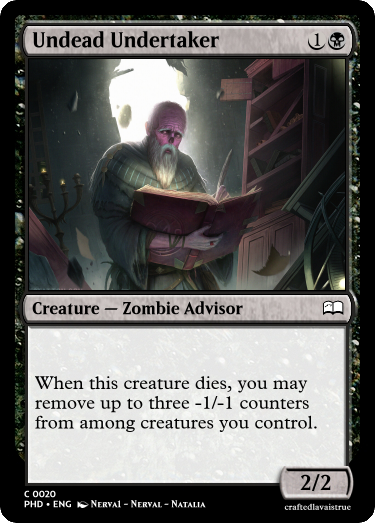 Undead Undertaker 1
Creature — Zombie Advisor
When this creature dies, you may
remove up to three -1/-1 counters
from among creatures you control.
2/2
C 0020
PHD • ENG Nerva1 – Nerval – Natalia
craftedlavaistrue